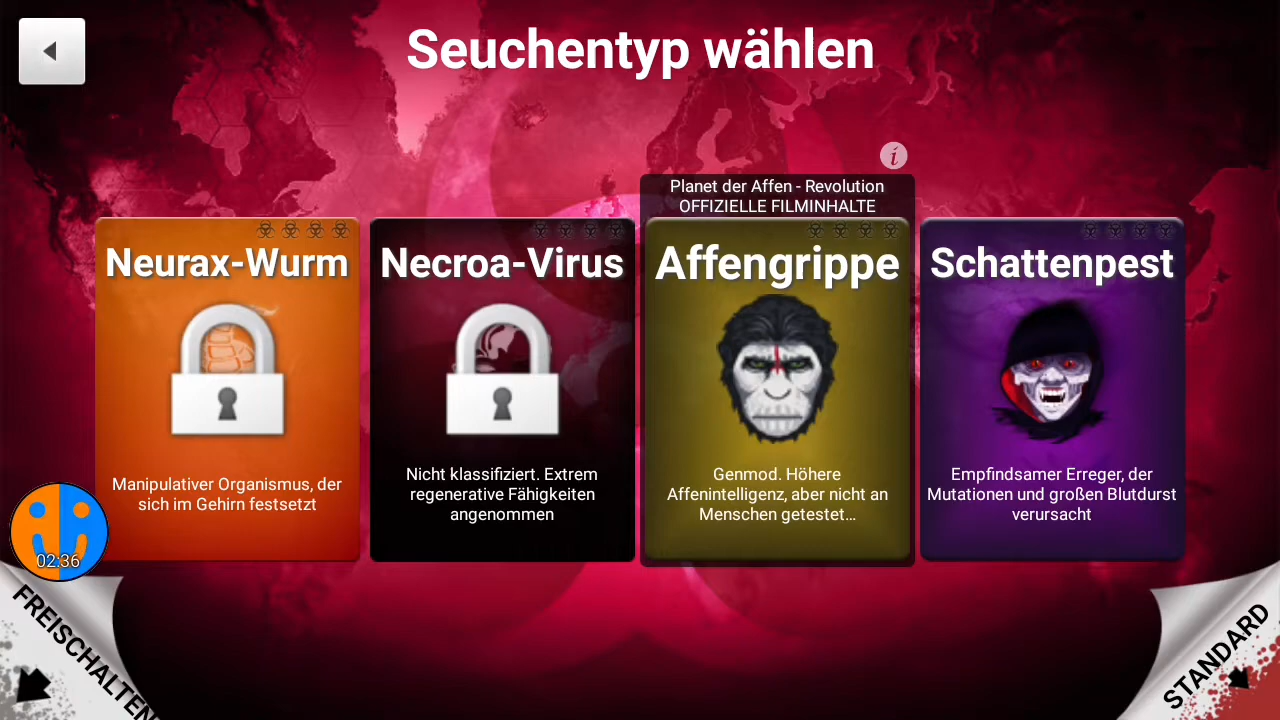 Seuchentyp wählen
i
Planet der Affen - Revolution
OFFIZIELLE FILMINHALTE
Neurax-Wurm
Manipulativer Organismus, der
sich im Gehirn festsetzt
Necroa-Virus
Nicht klassifiziert. Extrem
regenerative Fähigkeiten
angenommen
Affengrippe
Genmod. Höhere
Affenintelligenz, aber nicht an
Menschen getestet...
Schattenpest
Empfindsamer Erreger, der
Mutationen und großen Blutdurst
verursacht
02:36
FREISCHALTEN
STANDARD